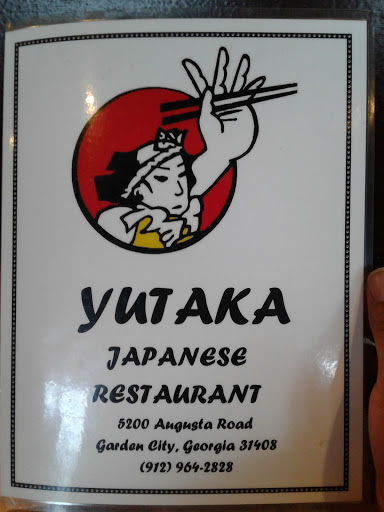 YUTAKA
JAPANESE
RESTAURANT
5200 Augusta Road
Garden City, Georgia 31408
(912) 964-2828